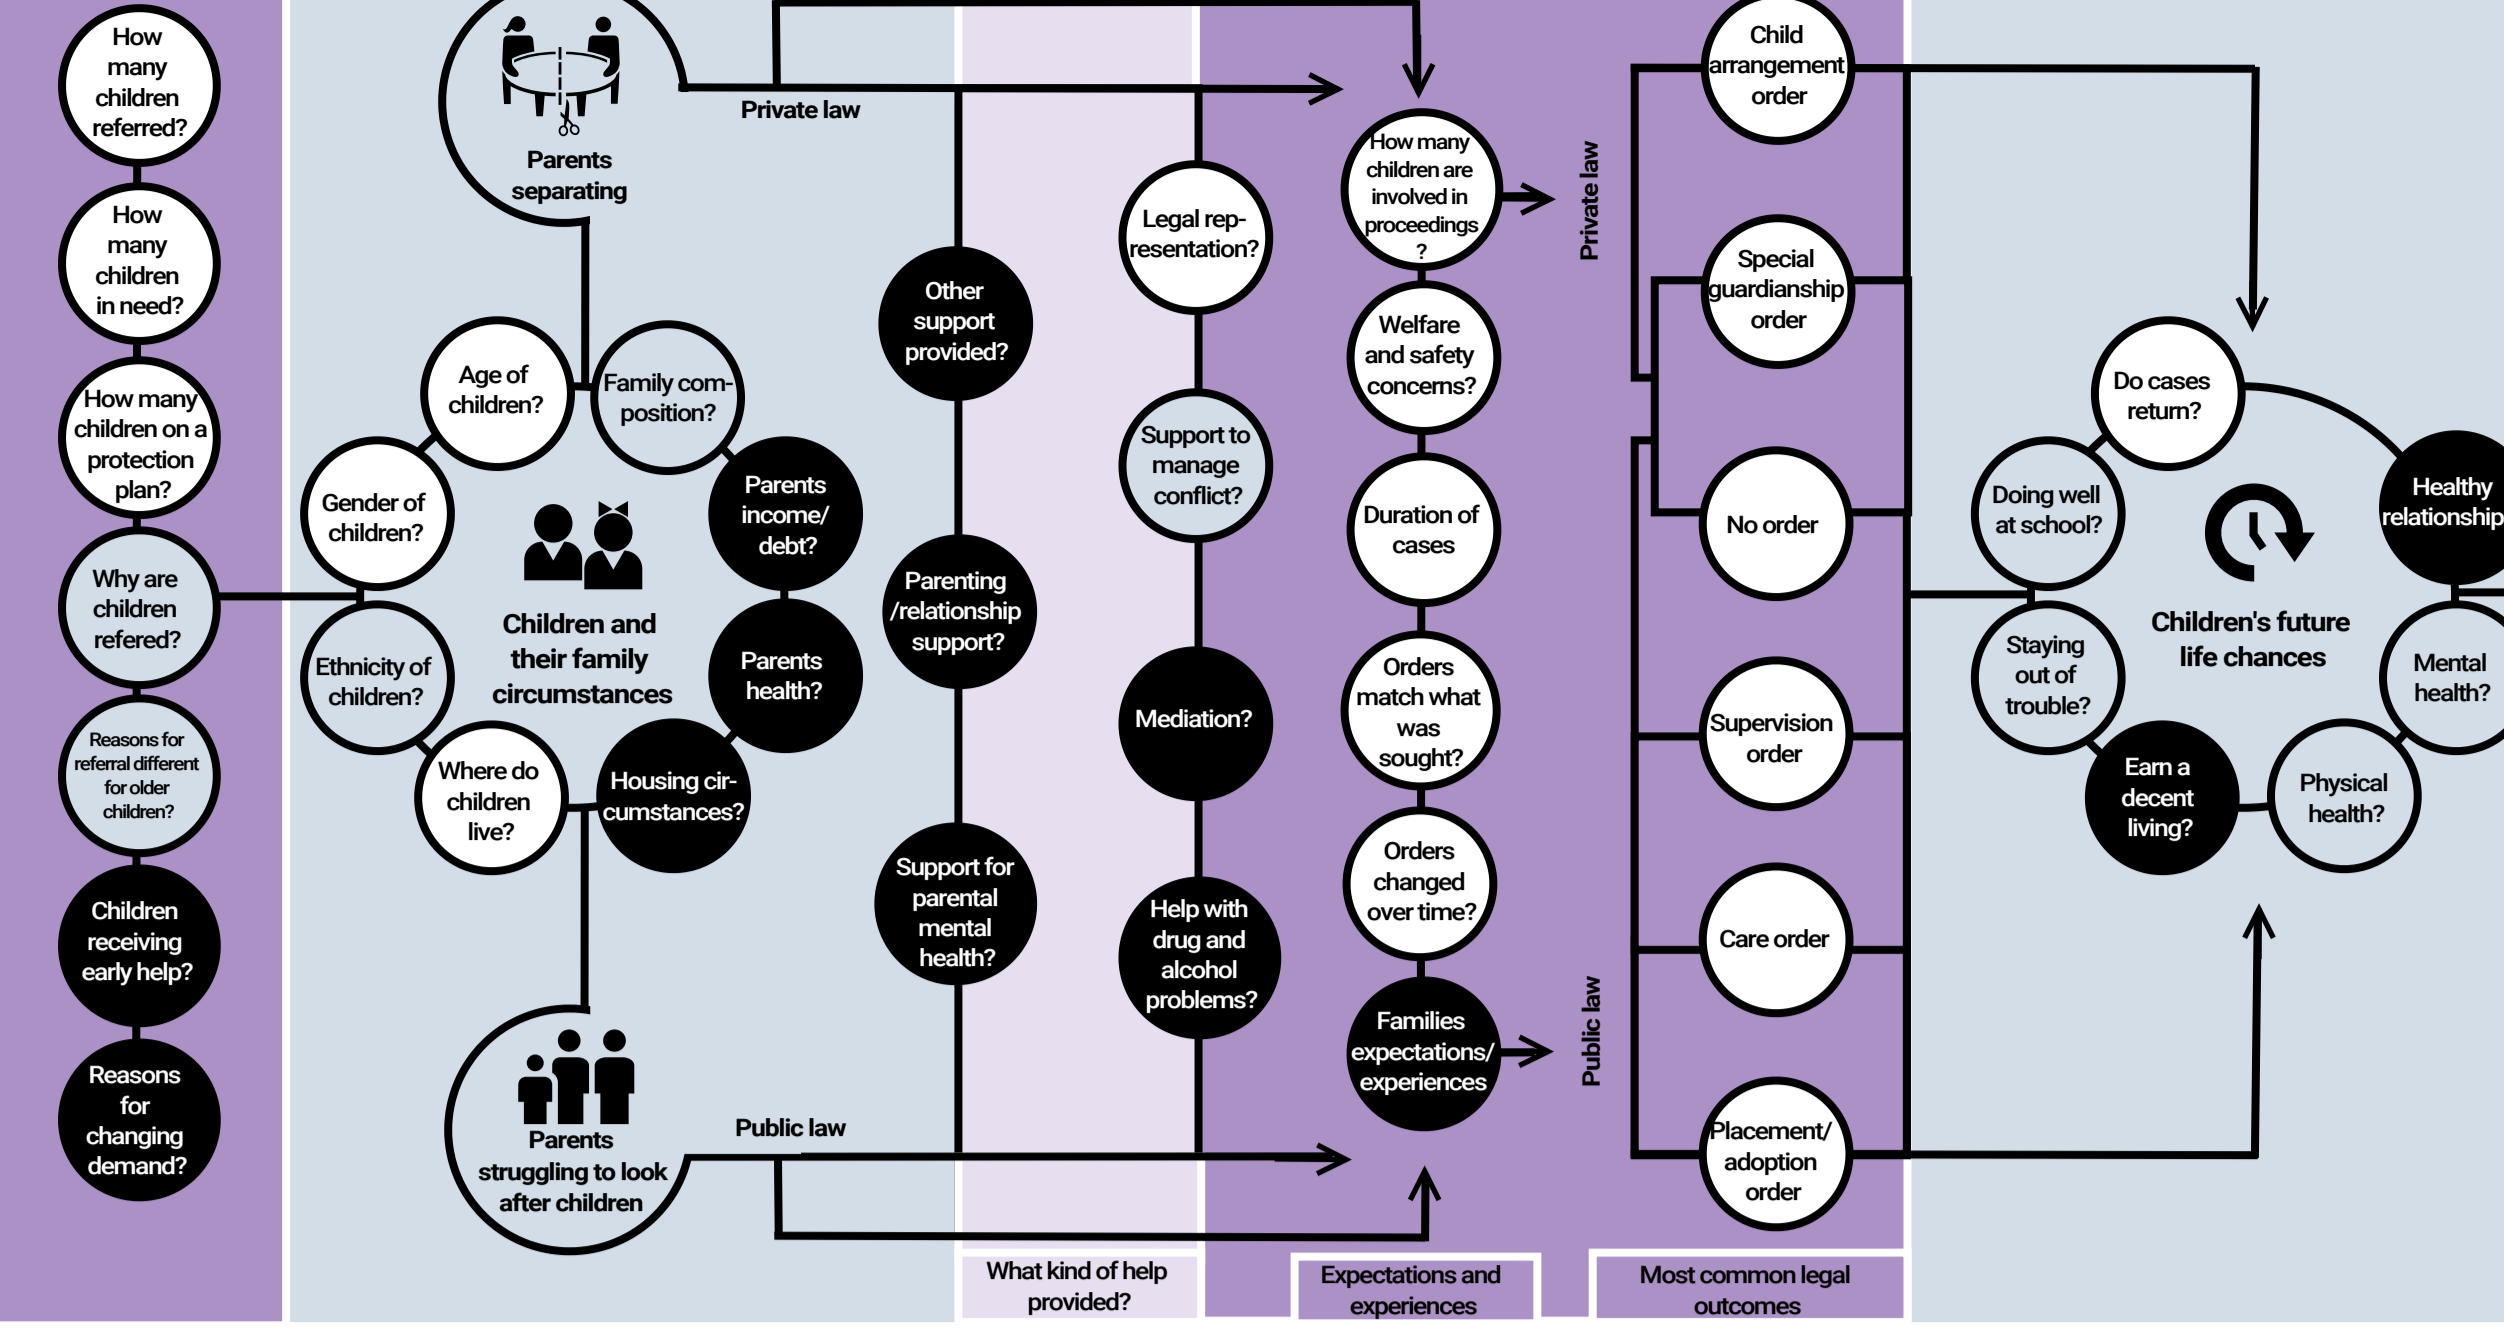 How
many
children
referred?
How
many
children
in need?
How many
children on a
protection
plan?
Why are
children
refered?
Reasons for
referral different
for older
children?
Children
receiving
early help?
Reasons
for
changing
demand?
Parents
separating
Private law
Age of
children?
Family com-
position?
Gender of
children?
Parents
income/
debt?
Children and
their family
circumstances
Ethnicity of
children?
Parents
health?
Where do
children
live?
Housing cir-
cumstances?
Parents
struggling to look
after children
Public law
Other
support
provided?
Parenting
/relationship
support?
Support for
parental
mental
health?
Legal rep-
resentation?
Support to
manage
conflict?
Mediation?
Help with
drug and
alcohol
problems?
What kind of help
provided?
How many
children are
involved in
proceedings
?
Welfare
and safety
concerns?
Duration of
cases
Orders
match what
was
sought?
Orders
changed
over time?
Families
expectations/
experiences
Expectations and
experiences
Private law
Public law
Child
arrangement
order
Special
guardianship
order
No order
Supervision
order
Care order
Placement/
adoption
order
Most common legal
outcomes
Do cases
return?
Doing well
at school?
Healthy
relationship
Children's future
life chances
Staying
out of
trouble?
Mental
health?
Earn a
decent
living?
Physical
health?